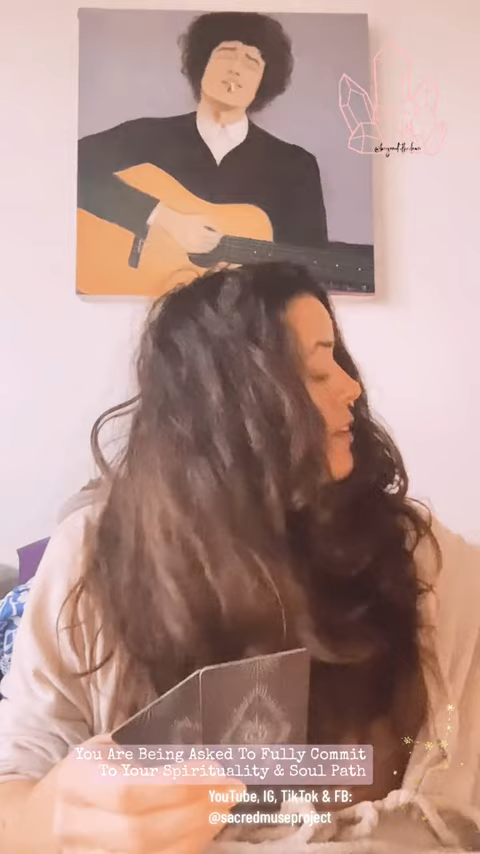 You Are Being Asked To Fully Commit
To Your Spirituality & Soul Path
YouTube, IG, TikTok & FB:
@sacredmuseproject